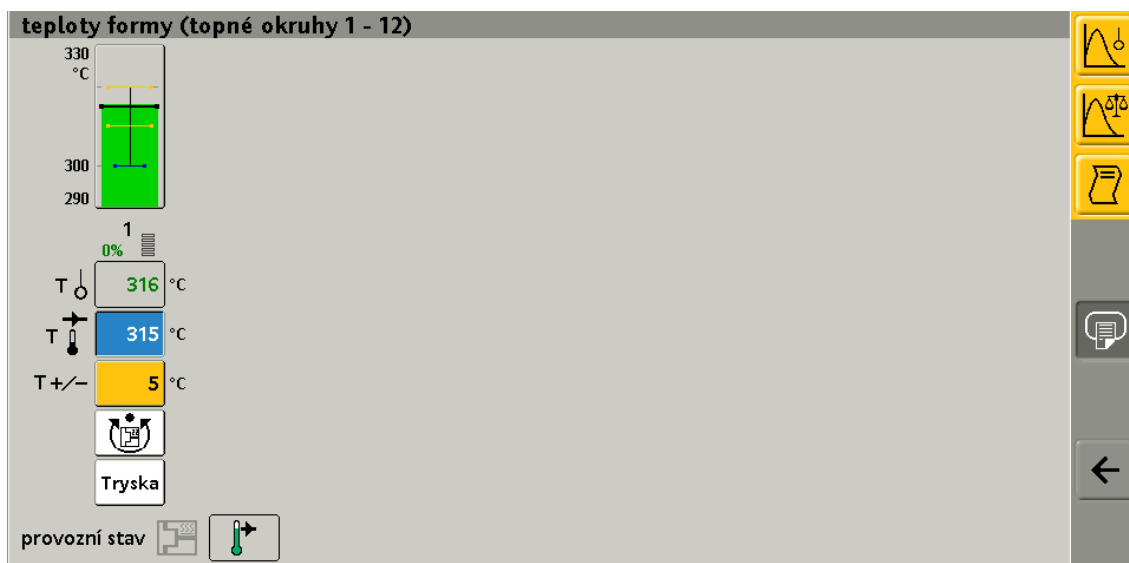 teploty formy (topné okruhy 1 - 12)
330
°C
300
290
1
0%
T 316 °C
T 315 °C
T+/− 5 °C
Tryska
provozní stav